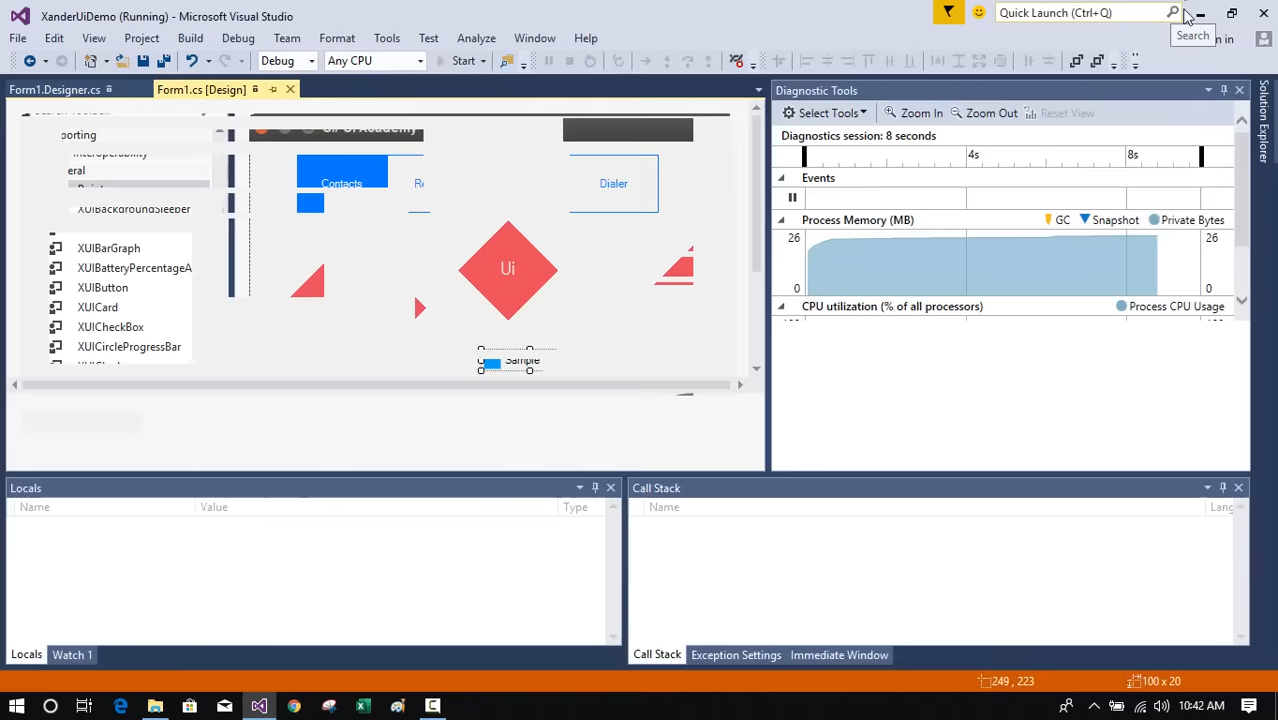 XanderUiDemo (Running) - Microsoft Visual Studio
Quick Launch (Ctrl+Q)
File Edit View Project Build Debug Team Format Tools Test Analyze Window Help
Search
in
Debug Any CPU Start
Form1.Designer.cs Form1.cs [Design]
Diagnostic Tools
Select Tools Zoom In Zoom Out Reset View
Diagnostics session: 8 seconds
4s 8s
Events
Process Memory (MB) GC Snapshot Private Bytes
26 26
0 0
CPU utilization (% of all processors) Process CPU Usage
Contacts
Dialer
XUIBackgroundSleeper
XUIBarGraph
XUIBatteryPercentageA
XUIButton
XUICard
XUICheckBox
XUICircleProgressBar
Ui
Sample
Locals
Name Value Type
Locals Watch 1
Call Stack
Name Lang
Call Stack Exception Settings Immediate Window
249 , 223 100 x 20
10:42 AM